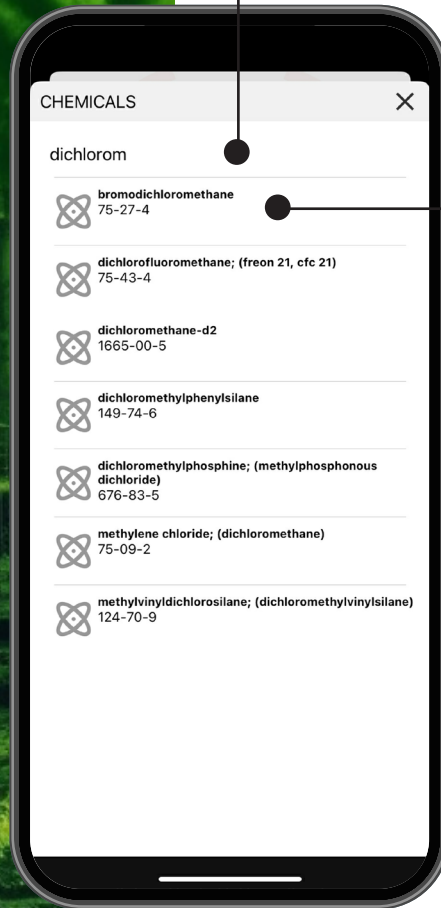 CHEMICALS
dichlorom
bromodichloromethane
75-27-4
dichlorofluoromethane; (freon 21, cfc 21)
75-43-4
dichloromethane-d2
1665-00-5
dichloromethylphenylsilane
149-74-6
dichloromethylphosphine; (methylphosphonous
dichloride)
676-83-5
methylene chloride; (dichloromethane)
75-09-2
methylvinyldichlorosilane; (dichloromethylvinylsilane)
124-70-9